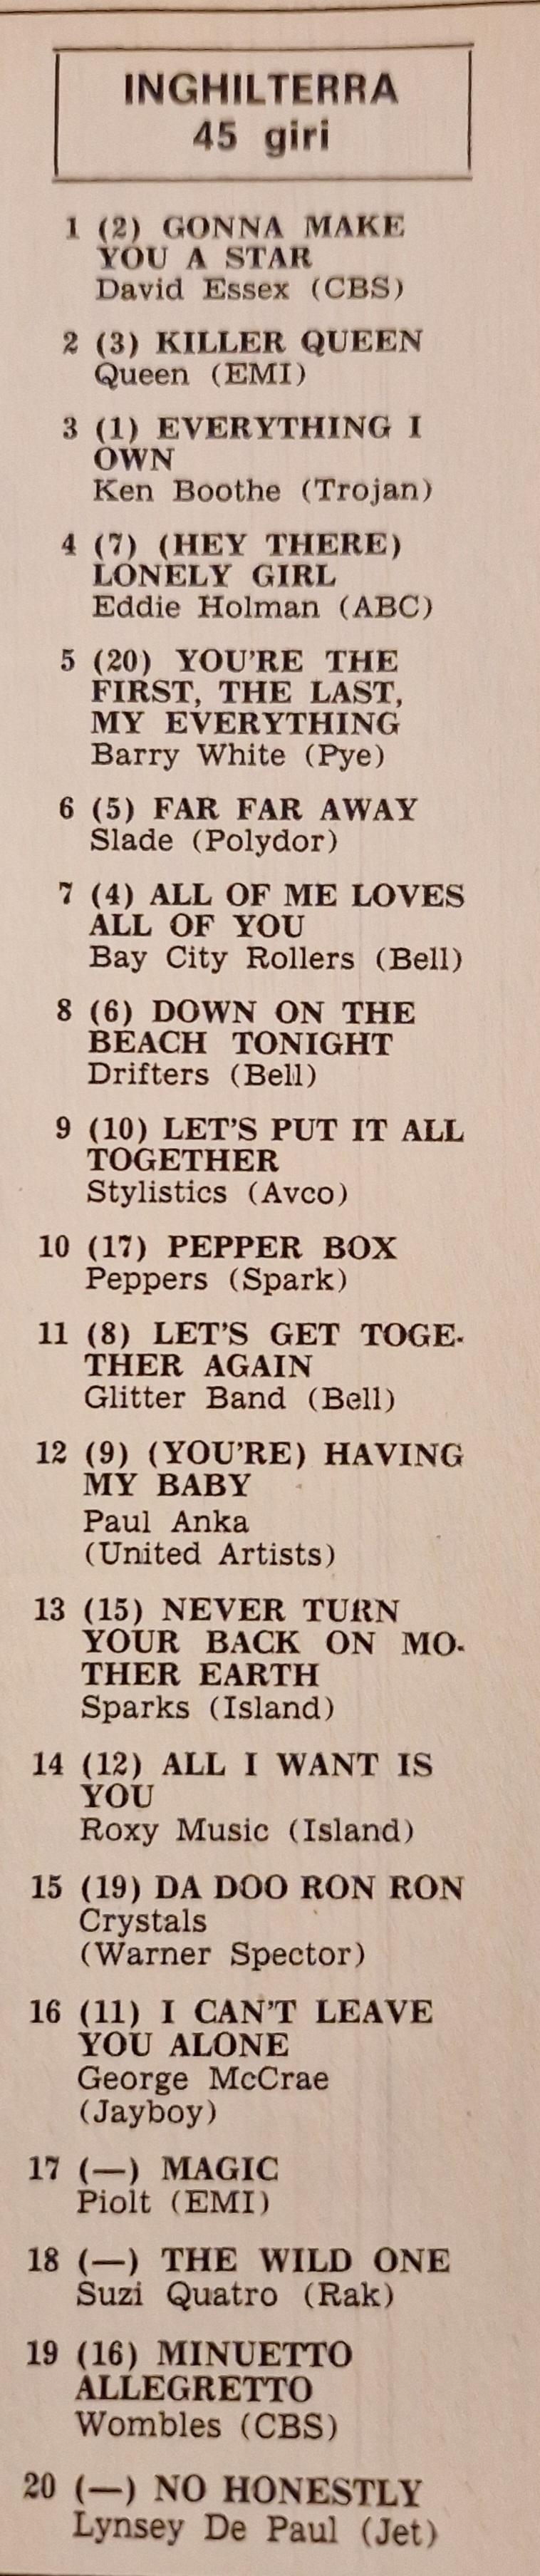 INGHILTERRA
45 giri
1 (2) GONNA MAKE
YOU A STAR
David Essex (CBS)
2 (3) KILLER QUEEN
Queen (EMI)
3 (1) EVERYTHING I
OWN
Ken Boothe (Trojan)
4 (7) (HEY THERE)
LONELY GIRL
Eddie Holman (ABC)
5 (20) YOU'RE THE
FIRST, THE LAST,
MY EVERYTHING
Barry White (Pye)
6 (5) FAR FAR AWAY
Slade (Polydor)
7 (4) ALL OF ME LOVES
ALL OF YOU
Bay City Rollers (Bell)
8 (6) DOWN ON THE
BEACH TONIGHT
Drifters (Bell)
9 (10) LET'S PUT IT ALL
TOGETHER
Stylistics (Avco)
10 (17) PEPPER BOX
Peppers (Spark)
11 (8) LET'S GET TOGE-
THER AGAIN
Glitter Band (Bell)
12 (9) (YOU'RE) HAVING
MY BABY
Paul Anka
(United Artists)
13 (15) NEVER TURN
YOUR BACK ON MO-
THER EARTH
Sparks (Island)
14 (12) ALL I WANT IS
YOU
Roxy Music (Island)
15 (19) DA DOO RON RON
Crystals
(Warner Spector)
16 (11) I CAN'T LEAVE
YOU ALONE
George McCrae
(Jayboy)
17 (—) MAGIC
Piolt (EMI)
18 (—) THE WILD ONE
Suzi Quatro (Rak)
19 (16) MINUETTO
ALLEGRETTO
Wombles (CBS)
20 (—) NO HONESTLY
Lynsey De Paul (Jet)